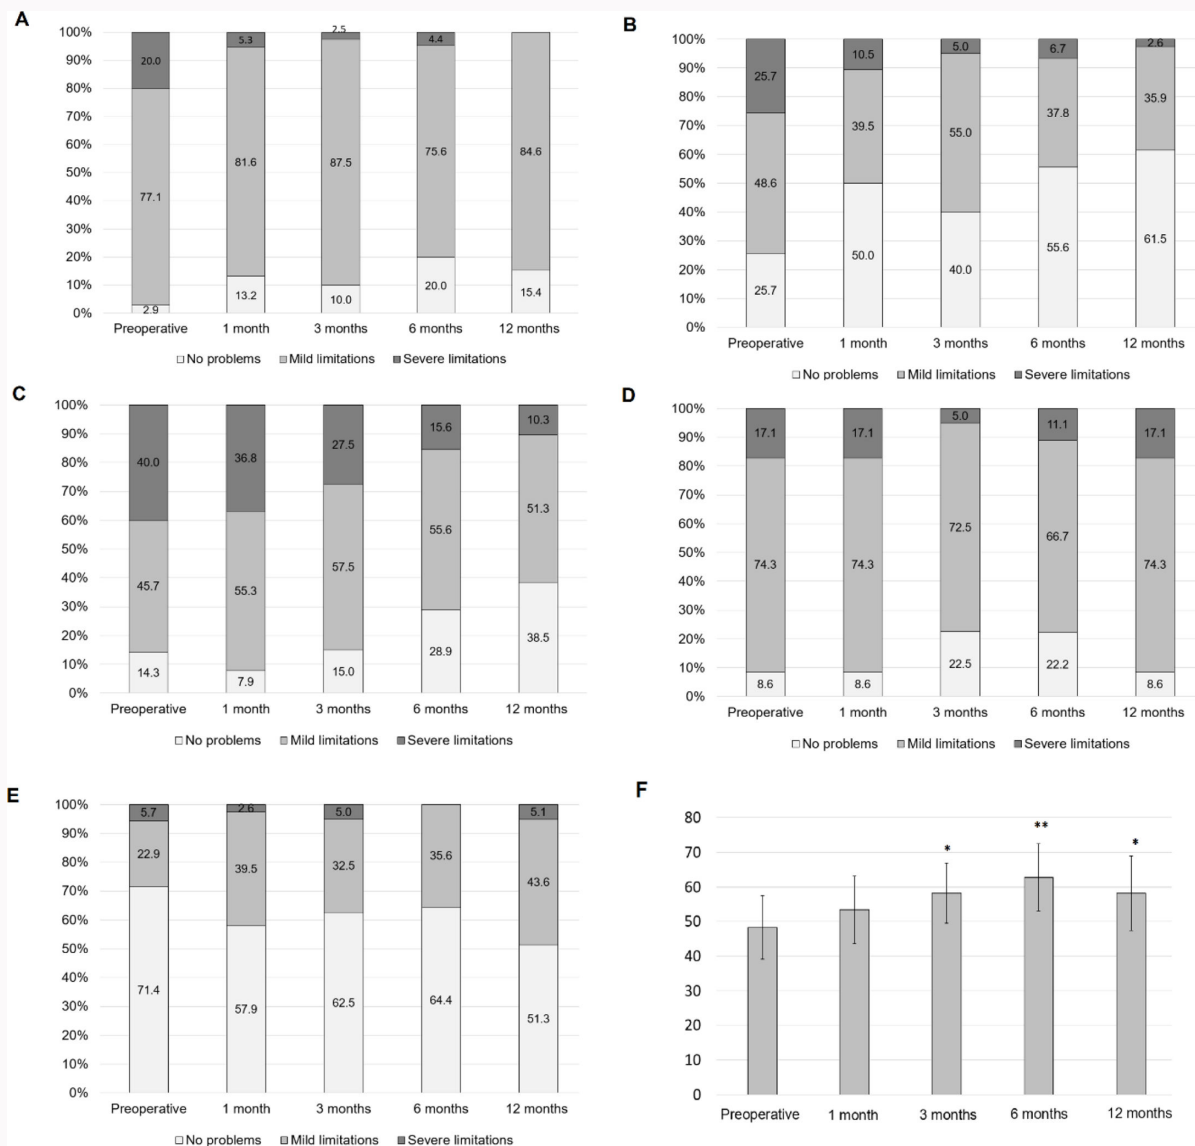 A
100%
90%
80%
70%
60%
50%
40%
30%
20%
10%
0%
20.0 5.3 2.5 4.4
77.1 81.6 87.5 75.6 84.6
2.9 13.2 10.0 20.0 15.4
Preoperative 1 month 3 months 6 months 12 months
No problems Mild limitations Severe limitations
B
100%
90%
80%
70%
60%
50%
40%
30%
20%
10%
0%
25.7 10.5 5.0 6.7 2.6
48.6 39.5 55.0 37.8 35.9
25.7 50.0 40.0 55.6 61.5
Preoperative 1 month 3 months 6 months 12 months
No problems Mild limitations Severe limitations
C
100%
90%
80%
70%
60%
50%
40%
30%
20%
10%
0%
40.0 36.8 27.5 15.6 10.3
45.7 55.3 57.5 55.6 51.3
14.3 7.9 15.0 28.9 38.5
Preoperative 1 month 3 months 6 months 12 months
No problems Mild limitations Severe limitations
D
100%
90%
80%
70%
60%
50%
40%
30%
20%
10%
0%
17.1 17.1 5.0 11.1 17.1
74.3 74.3 72.5 66.7 74.3
8.6 8.6 22.5 22.2 8.6
Preoperative 1 month 3 months 6 months 12 months
No problems Mild limitations Severe limitations
E
100%
90%
80%
70%
60%
50%
40%
30%
20%
10%
0%
5.7 2.6 5.0 5.1
22.9 39.5 32.5 35.6 43.6
71.4 57.9 62.5 64.4 51.3
Preoperative 1 month 3 months 6 months 12 months
No problems Mild limitations Severe limitations
F
80
70
60
50
40
30
20
10
0
* ** *
Preoperative 1 month 3 months 6 months 12 months